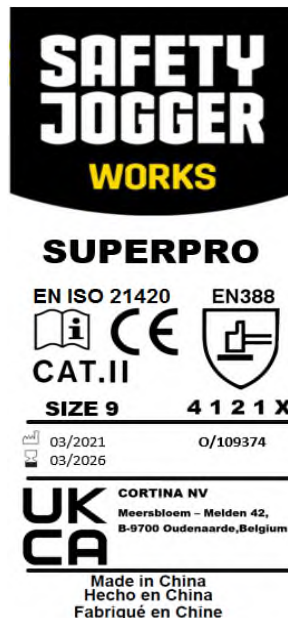 SAFETY
JOGGER
WORKS
SUPERPRO
EN ISO 21420 EN388
i CE
CAT.II
SIZE 9 4 1 2 1 X
03/2021 O/109374
03/2026
UK
CA
CORTINA NV
Meersbloem – Melden 42,
B-9700 Oudenaarde,Belgium
Made in China
Hecho en China
Fabriqué en Chine